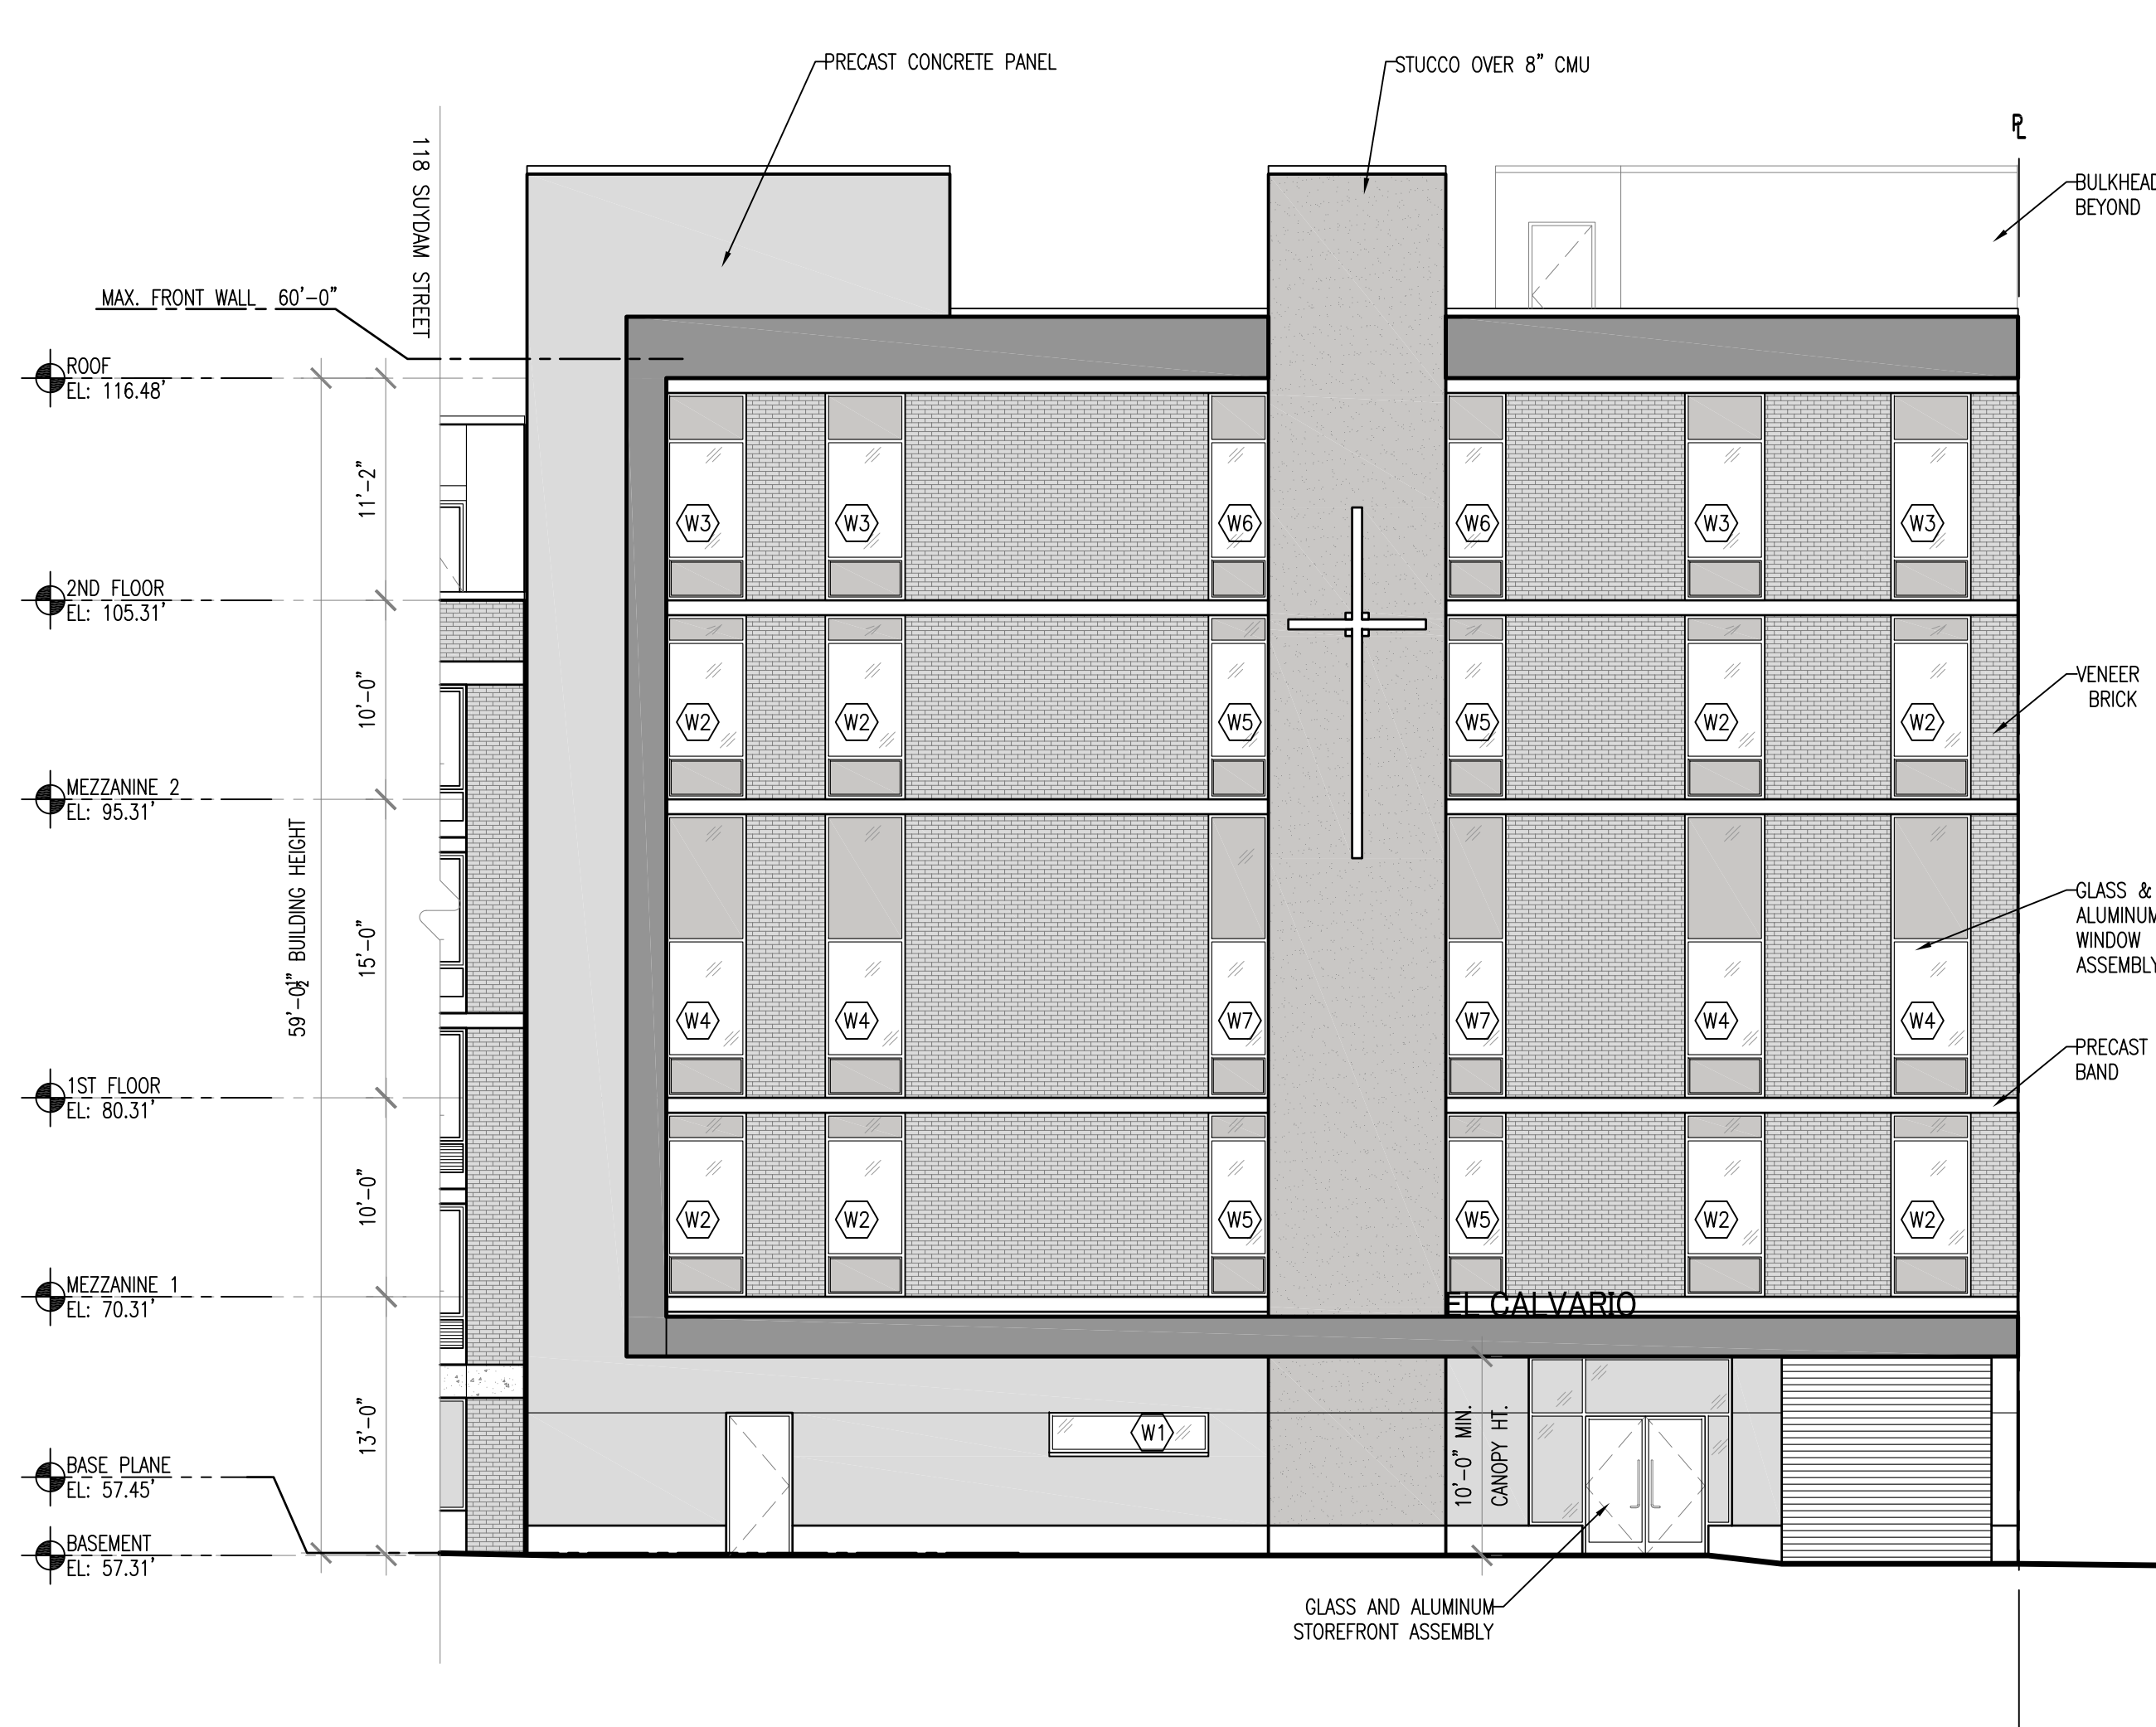 PRECAST CONCRETE PANEL
STUCCO OVER 8" CMU
118 SUYDAM STREET
PL
BULKHEAD
BEYOND
MAX. FRONT WALL 60'-0"
ROOF
EL: 116.48'
11'-2"
W3 W3 W6 W6 W3 W3
2ND FLOOR
EL: 105.31'
10'-0"
W2 W2 W5 W5 W2 W2
VENEER
BRICK
MEZZANINE 2
EL: 95.31'
59'-0½" BUILDING HEIGHT
15'-0"
GLASS &
ALUMINUM
WINDOW
ASSEMBLY
W4 W4 W7 W7 W4 W4
PRECAST
BAND
1ST FLOOR
EL: 80.31'
10'-0"
W2 W2 W5 W5 W2 W2
MEZZANINE 1
EL: 70.31'
EL CALVARIO
13'-0"
W1
10'-0" MIN.
CANOPY HT.
BASE PLANE
EL: 57.45'
BASEMENT
EL: 57.31'
GLASS AND ALUMINUM
STOREFRONT ASSEMBLY